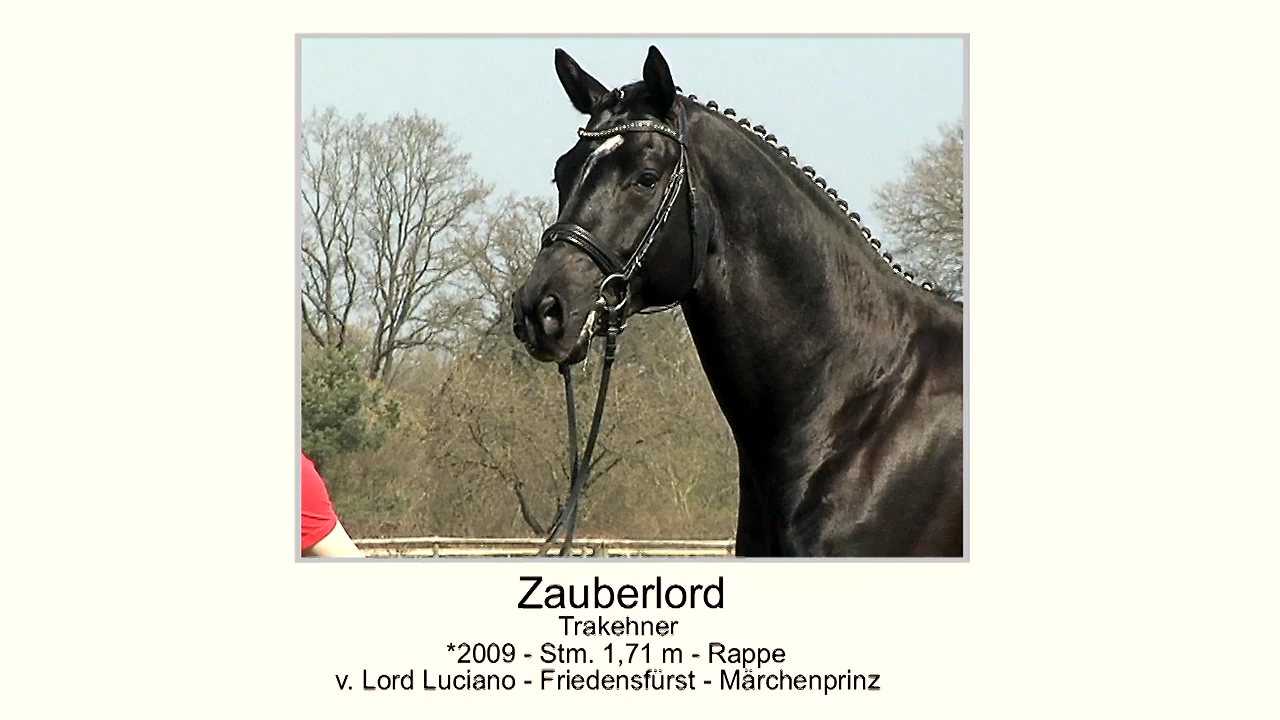 Zauberlord
Trakehner
*2009 - Stm. 1,71 m - Rappe
v. Lord Luciano - Friedensfürst - Märchenprinz